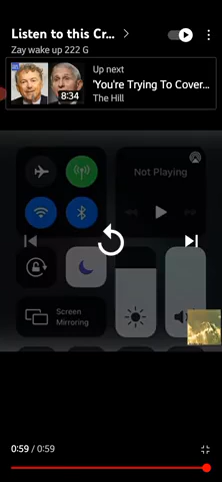 Listen to this Cr...
Zay wake up 222 G
Up next
'You're Trying To Cover...
The Hill
8:34
Not Playing
Screen
Mirroring
0:59 / 0:59